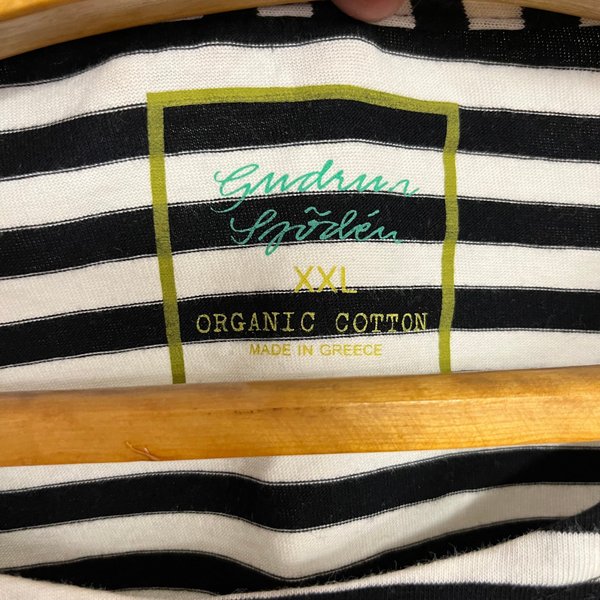 Gudrun
Sjödén
XXL
ORGANIC COTTON
MADE IN GREECE